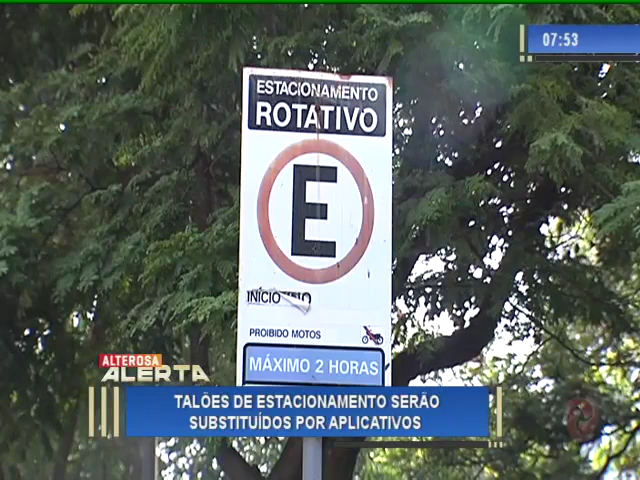 07:53
ESTACIONAMENTO
ROTATIVO
E
INÍCIO
PROIBIDO MOTOS
MÁXIMO 2 HORAS
ALTEROSA
ALERTA
TALÕES DE ESTACIONAMENTO SERÃO
SUBSTITUÍDOS POR APLICATIVOS